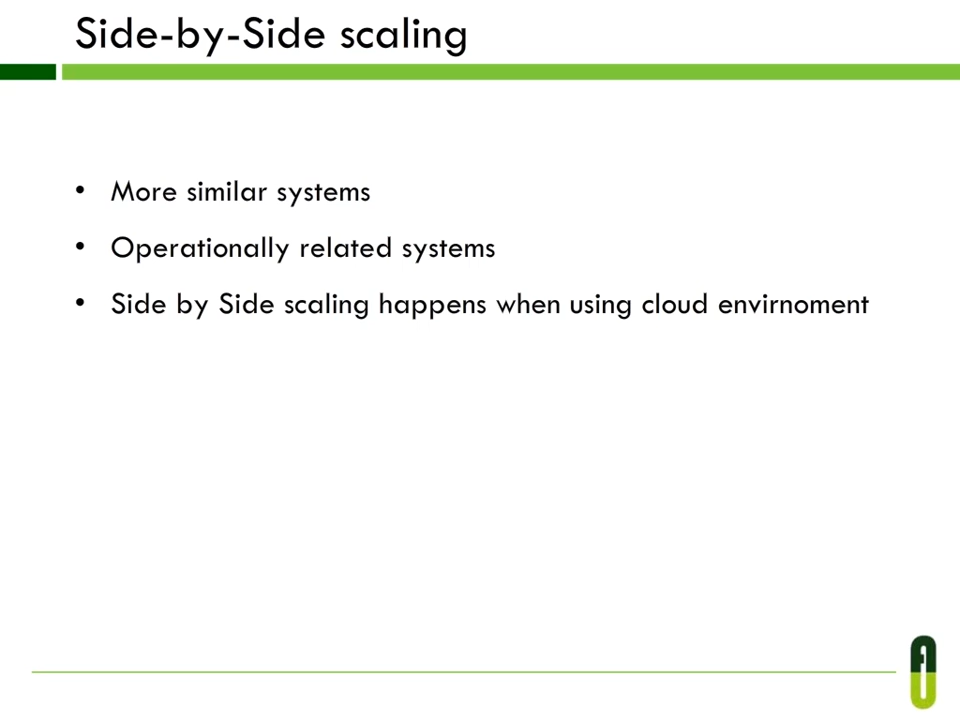 Side-by-Side scaling
• More similar systems
• Operationally related systems
• Side by Side scaling happens when using cloud envirnoment